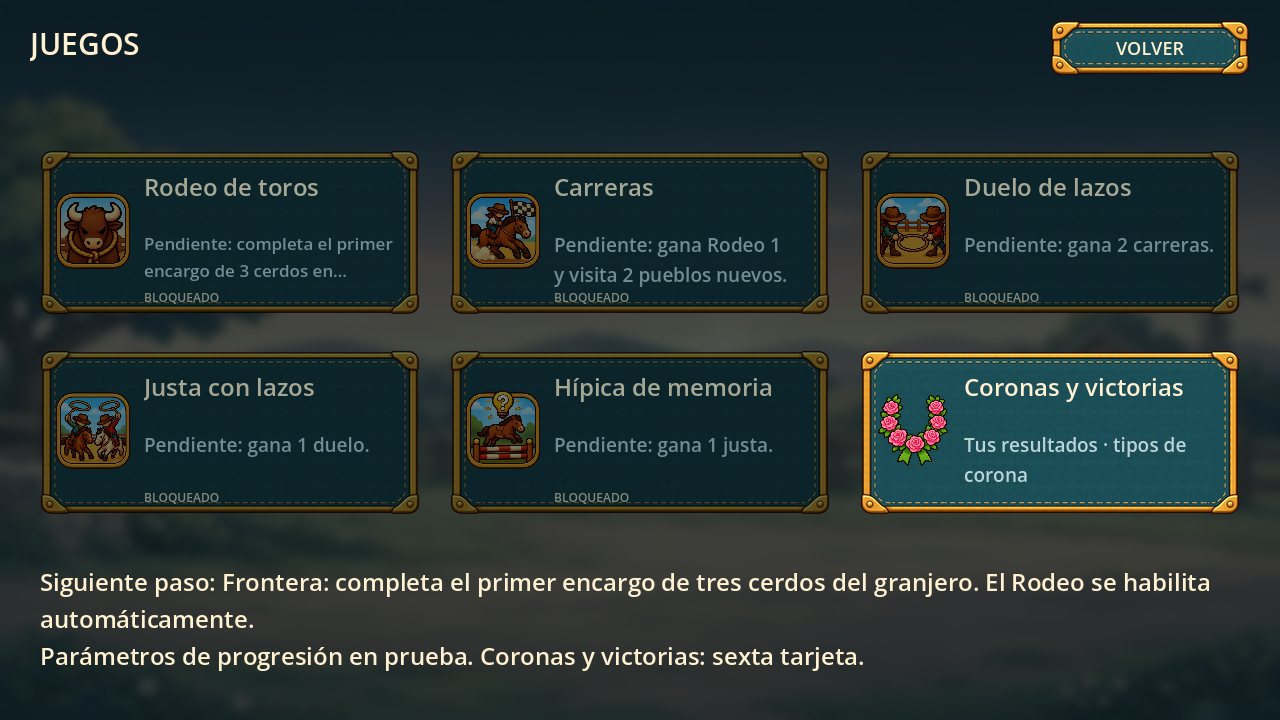 JUEGOS
VOLVER
Rodeo de toros
Pendiente: completa el primer
encargo de 3 cerdos en...
BLOQUEADO
Carreras
Pendiente: gana Rodeo 1
y visita 2 pueblos nuevos.
BLOQUEADO
Duelo de lazos
Pendiente: gana 2 carreras.
BLOQUEADO
Justa con lazos
Pendiente: gana 1 duelo.
BLOQUEADO
Hípica de memoria
Pendiente: gana 1 justa.
BLOQUEADO
Coronas y victorias
Tus resultados · tipos de
corona
Siguiente paso: Frontera: completa el primer encargo de tres cerdos del granjero. El Rodeo se habilita
automáticamente.
Parámetros de progresión en prueba. Coronas y victorias: sexta tarjeta.